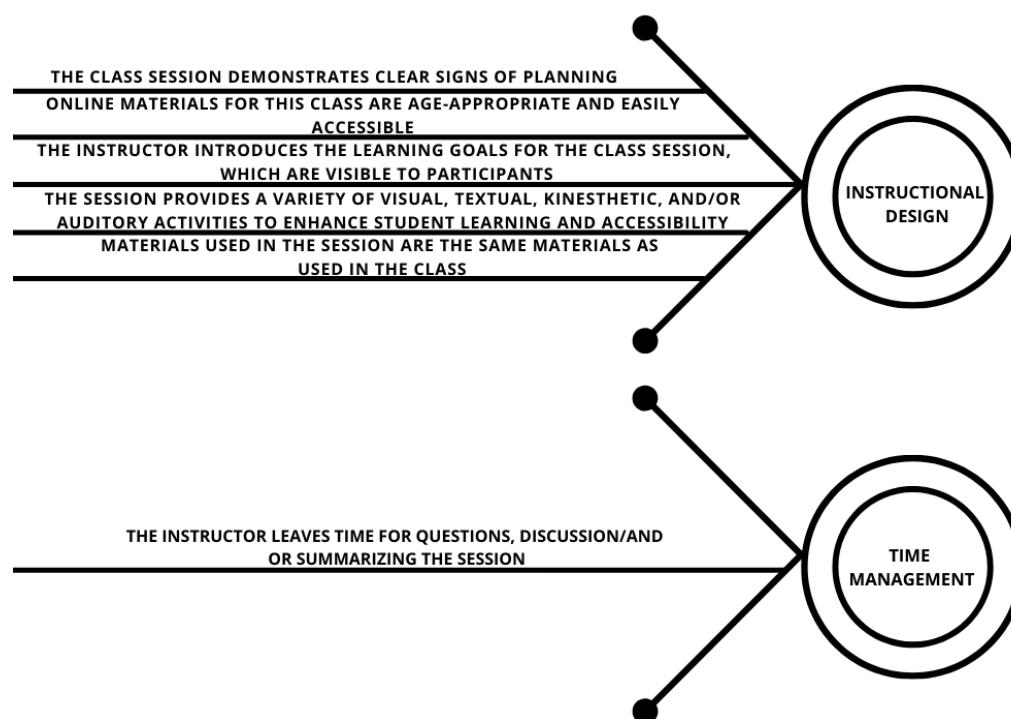 THE CLASS SESSION DEMONSTRATES CLEAR SIGNS OF PLANNING
ONLINE MATERIALS FOR THIS CLASS ARE AGE-APPROPRIATE AND EASILY
ACCESSIBLE
THE INSTRUCTOR INTRODUCES THE LEARNING GOALS FOR THE CLASS SESSION,
WHICH ARE VISIBLE TO PARTICIPANTS
THE SESSION PROVIDES A VARIETY OF VISUAL, TEXTUAL, KINESTHETIC, AND/OR
AUDITORY ACTIVITIES TO ENHANCE STUDENT LEARNING AND ACCESSIBILITY
MATERIALS USED IN THE SESSION ARE THE SAME MATERIALS AS
USED IN THE CLASS
INSTRUCTIONAL
DESIGN
THE INSTRUCTOR LEAVES TIME FOR QUESTIONS, DISCUSSION/AND
OR SUMMARIZING THE SESSION
TIME
MANAGEMENT